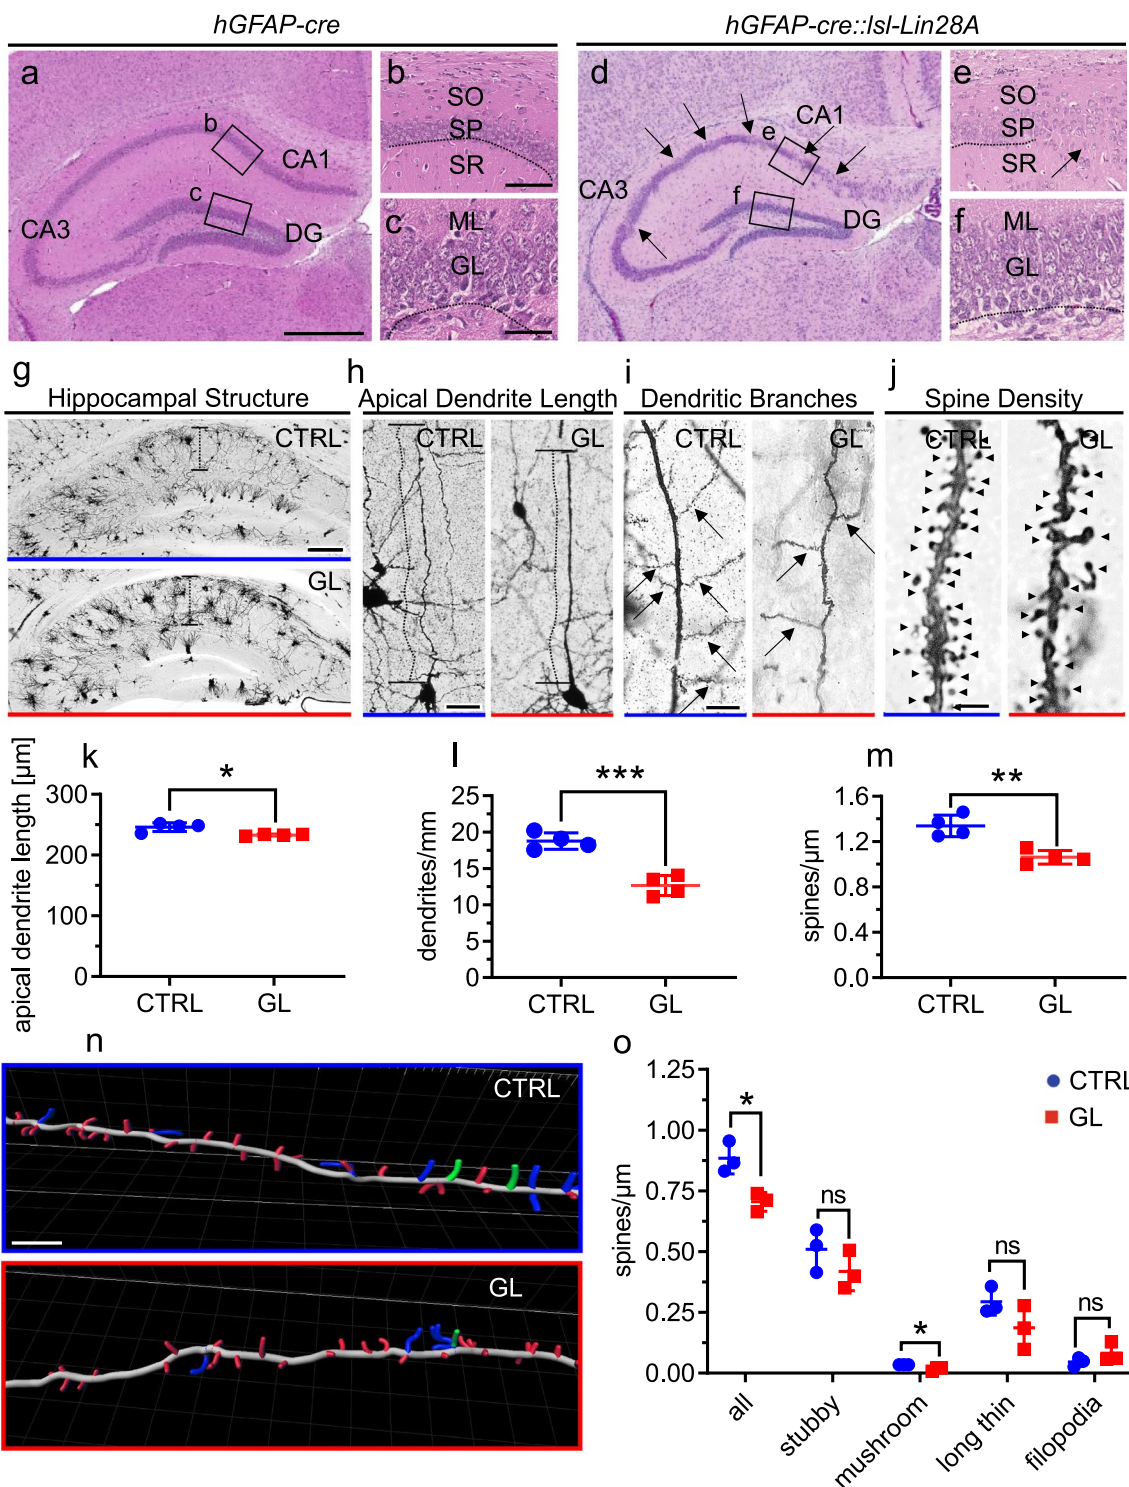 hGFAP-cre
hGFAP-cre::lsl-Lin28A
a
b
CA1
c
CA3
DG
b
SO
SP
SR
c
ML
GL
d
CA1
e
CA3
f
DG
e
SO
SP
SR
f
ML
GL
g
Hippocampal Structure
CTRL
GL
h
Apical Dendrite Length
CTRL
GL
i
Dendritic Branches
CTRL
GL
j
Spine Density
CTRL
GL
k
apical dendrite length [µm]
300
200
100
0
*
CTRL
GL
l
dendrites/mm
25
20
15
10
5
0
***
CTRL
GL
m
spines/µm
1.6
1.2
0.8
0.4
0.0
**
CTRL
GL
n
CTRL
GL
o
spines/µm
1.25
1.00
0.75
0.50
0.25
0.00
*
ns
*
ns
ns
CTRL
GL
all
stubby
mushroom
long thin
filopodia